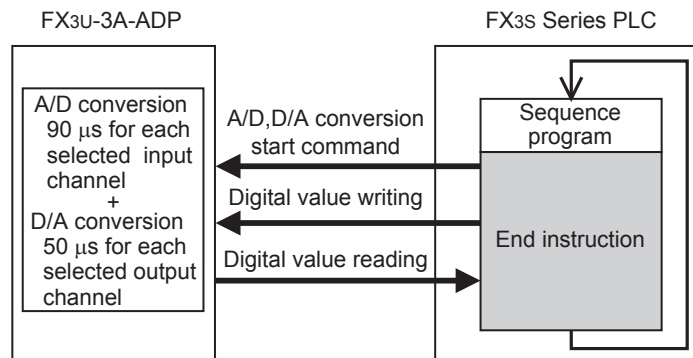 FX3U-3A-ADP
FX3S Series PLC
A/D conversion
90 μs for each
selected input
channel
+
D/A conversion
50 μs for each
selected output
channel
A/D,D/A conversion
start command
Digital value writing
Digital value reading
Sequence
program
End instruction